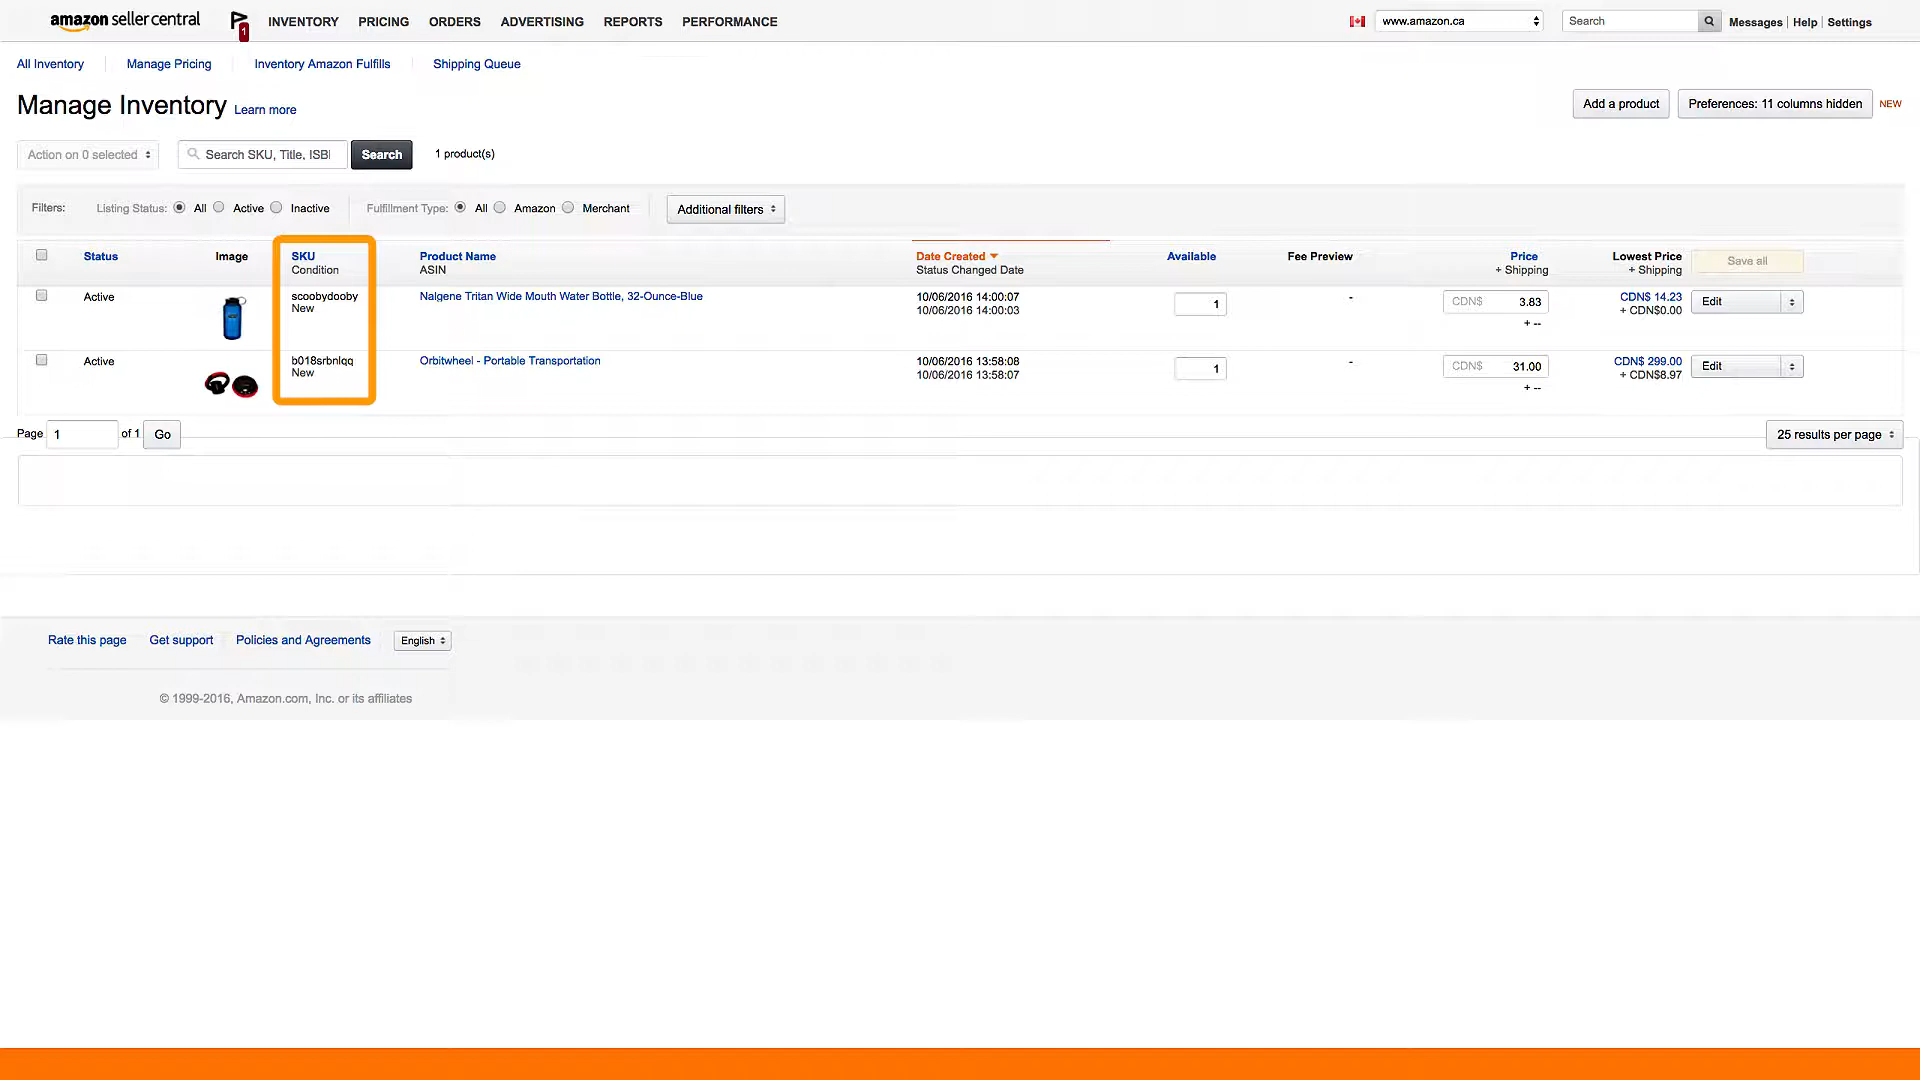 amazon seller central 1 INVENTORY PRICING ORDERS ADVERTISING REPORTS PERFORMANCE www.amazon.ca Search Messages | Help | Settings
All Inventory Manage Pricing Inventory Amazon Fulfills Shipping Queue
Manage Inventory Learn more Add a product Preferences: 11 columns hidden NEW
Action on 0 selected Search SKU, Title, ISBI Search 1 product(s)
Filters: Listing Status: All Active Inactive Fulfillment Type: All Amazon Merchant Additional filters
Status Image SKU Product Name Date Created Available Fee Preview Price Lowest Price Save all
Condition ASIN Status Changed Date + Shipping + Shipping
Active scoobydooby Nalgene Tritan Wide Mouth Water Bottle, 32-Ounce-Blue 10/06/2016 14:00:07 1 - CDN$ 3.83 CDN$ 14.23 Edit
New 10/06/2016 14:00:03 + -- + CDN$0.00
Active b018srbnlqq Orbitwheel - Portable Transportation 10/06/2016 13:58:08 1 - CDN$ 31.00 CDN$ 299.00 Edit
New 10/06/2016 13:58:07 + -- + CDN$8.97
Page 1 of 1 Go 25 results per page
Rate this page Get support Policies and Agreements English
© 1999-2016, Amazon.com, Inc. or its affiliates